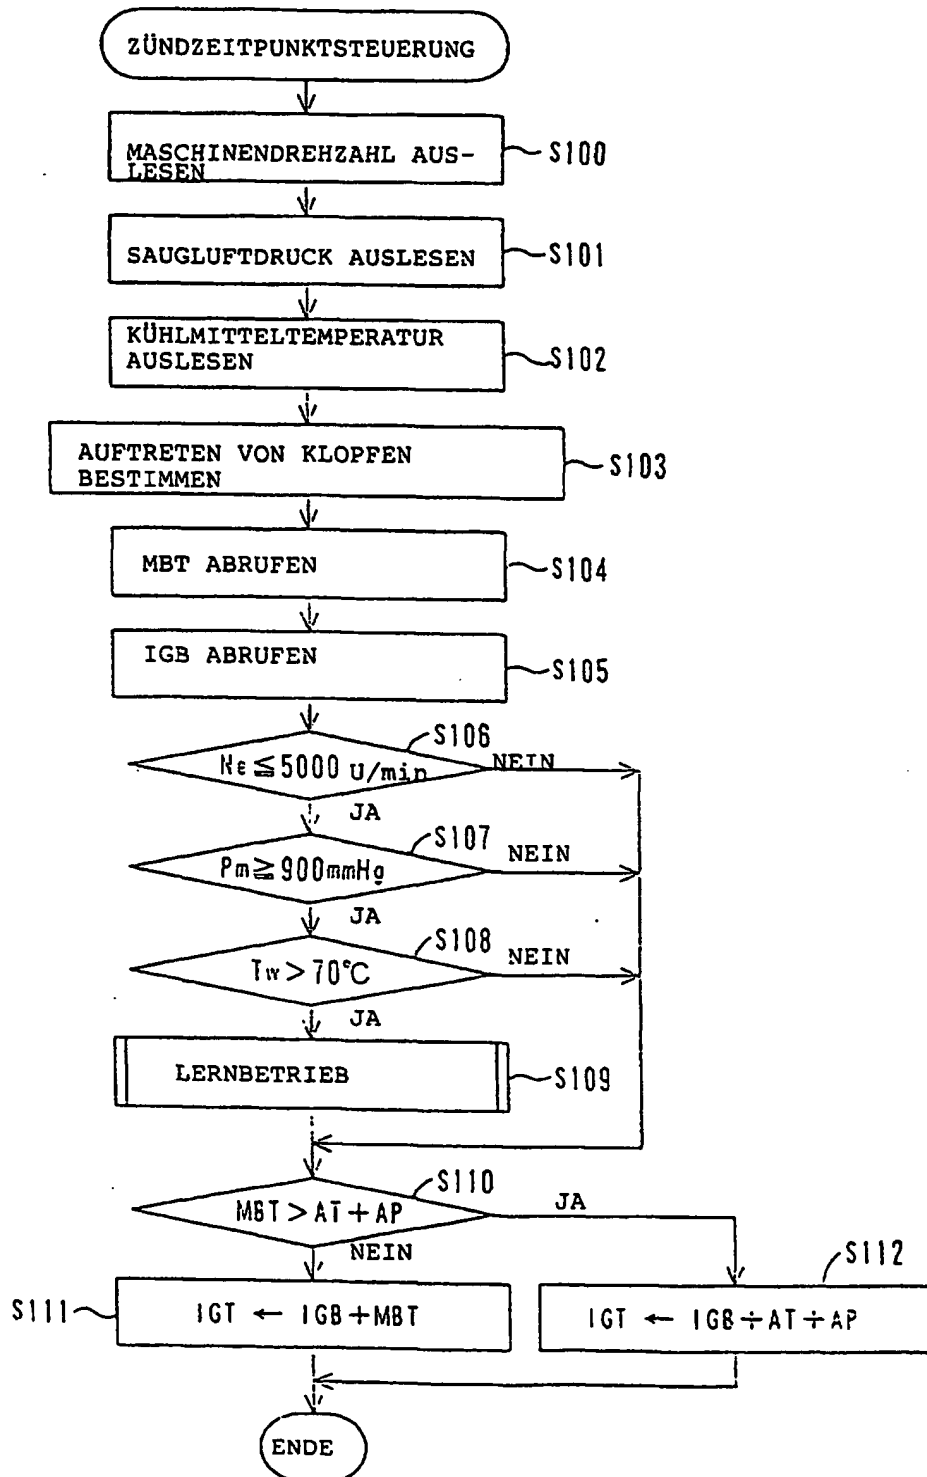 ZÜNDZEITPUNKTSTEUERUNG
MASCHINENDREHZAHL AUS-
LESEN
S100
SAUGLUFTDRUCK AUSLESEN
S101
KÜHLMITTELTEMPERATUR
AUSLESEN
S102
AUFTRETEN VON KLOPFEN
BESTIMMEN
S103
MBT ABRUFEN
S104
IGB ABRUFEN
S105
S106
NE ≦ 5000 U/min
NEIN
JA
S107
Pm ≧ 900mmHg
NEIN
JA
S108
Tw > 70°C
NEIN
JA
LERNBETRIEB
S109
S110
MBT > AT + AP
JA
NEIN
S112
S111
IGT ← IGB + MBT
IGT ← IGB ÷ AT ÷ AP
ENDE